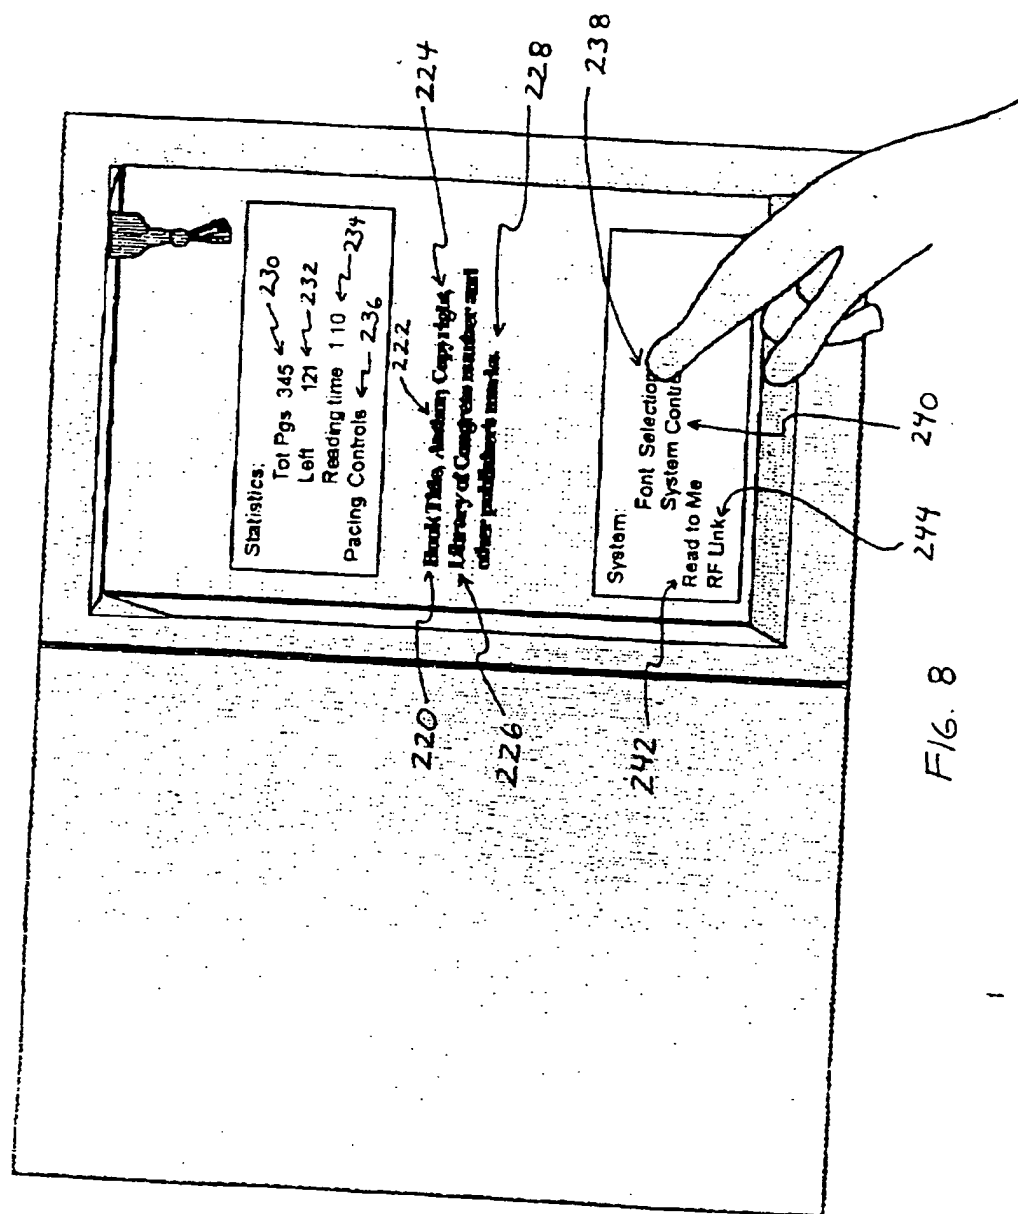 Statistics:
Tot Pgs 345 230
Left 121 232
Reading time 1 10 234
Pacing Controls 236
222
224
220 Book Title, Author, Copyright,
226 Library of Congress number and
other publisher's marks. 228
System:
Font Selection 238
System Contr
240
242 Read to Me
RF Link 244
FIG. 8